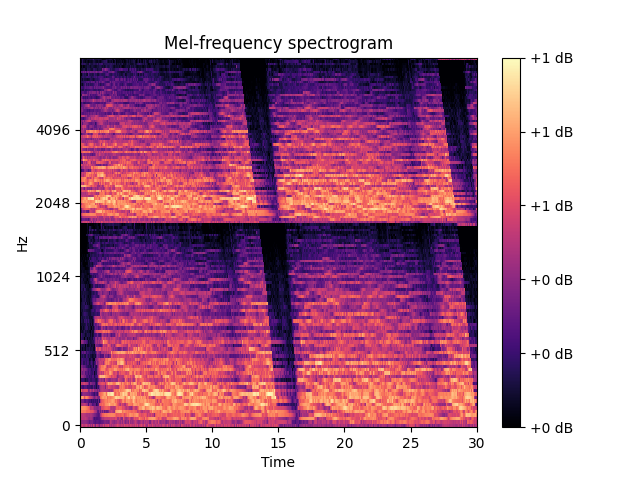 Mel-frequency spectrogram
Hz
4096
2048
1024
512
0
0 5 10 15 20 25 30
Time
+1 dB
+1 dB
+1 dB
+0 dB
+0 dB
+0 dB